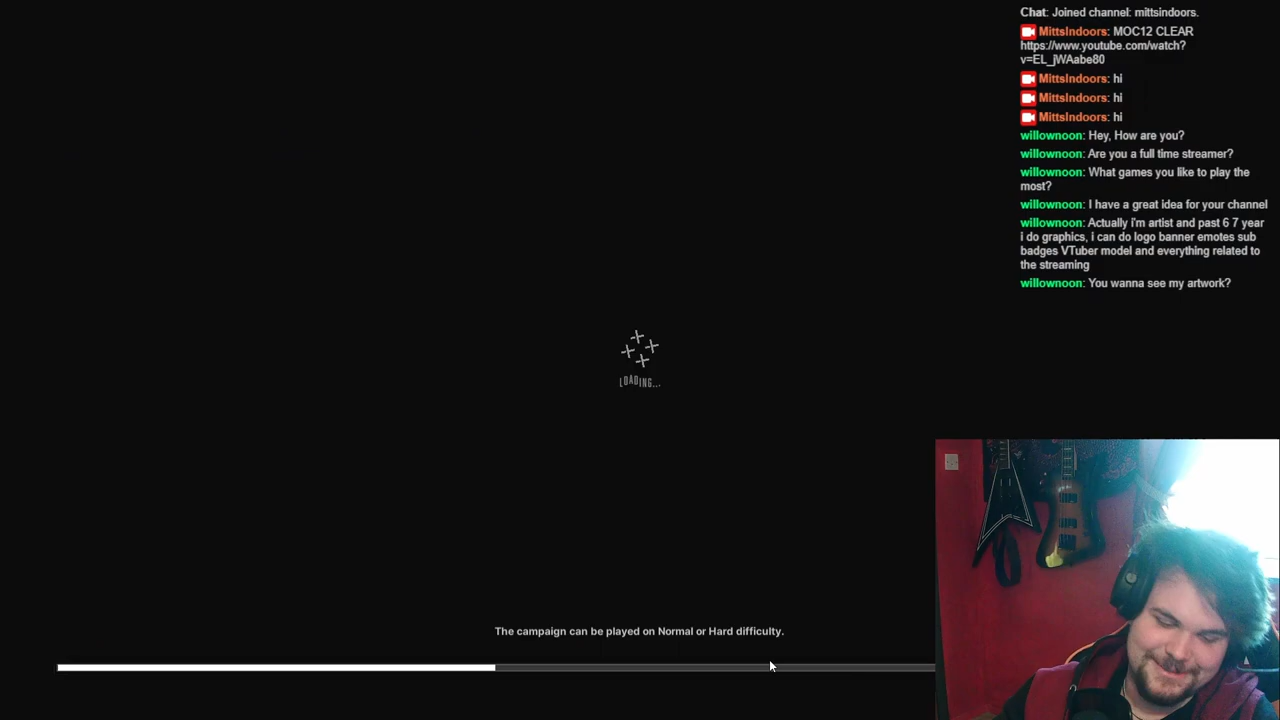 Chat: Joined channel: mittsindoors.
MittsIndoors: MOC12 CLEAR
https://www.youtube.com/watch?
v=EL_jWAabe80
MittsIndoors: hi
MittsIndoors: hi
MittsIndoors: hi
willownoon: Hey, How are you?
willownoon: Are you a full time streamer?
willownoon: What games you like to play the
most?
willownoon: I have a great idea for your channel
willownoon: Actually i'm artist and past 6 7 year
i do graphics, i can do logo banner emotes sub
badges VTuber model and everything related to
the streaming
willownoon: You wanna see my artwork?
LOADING...
The campaign can be played on Normal or Hard difficulty.